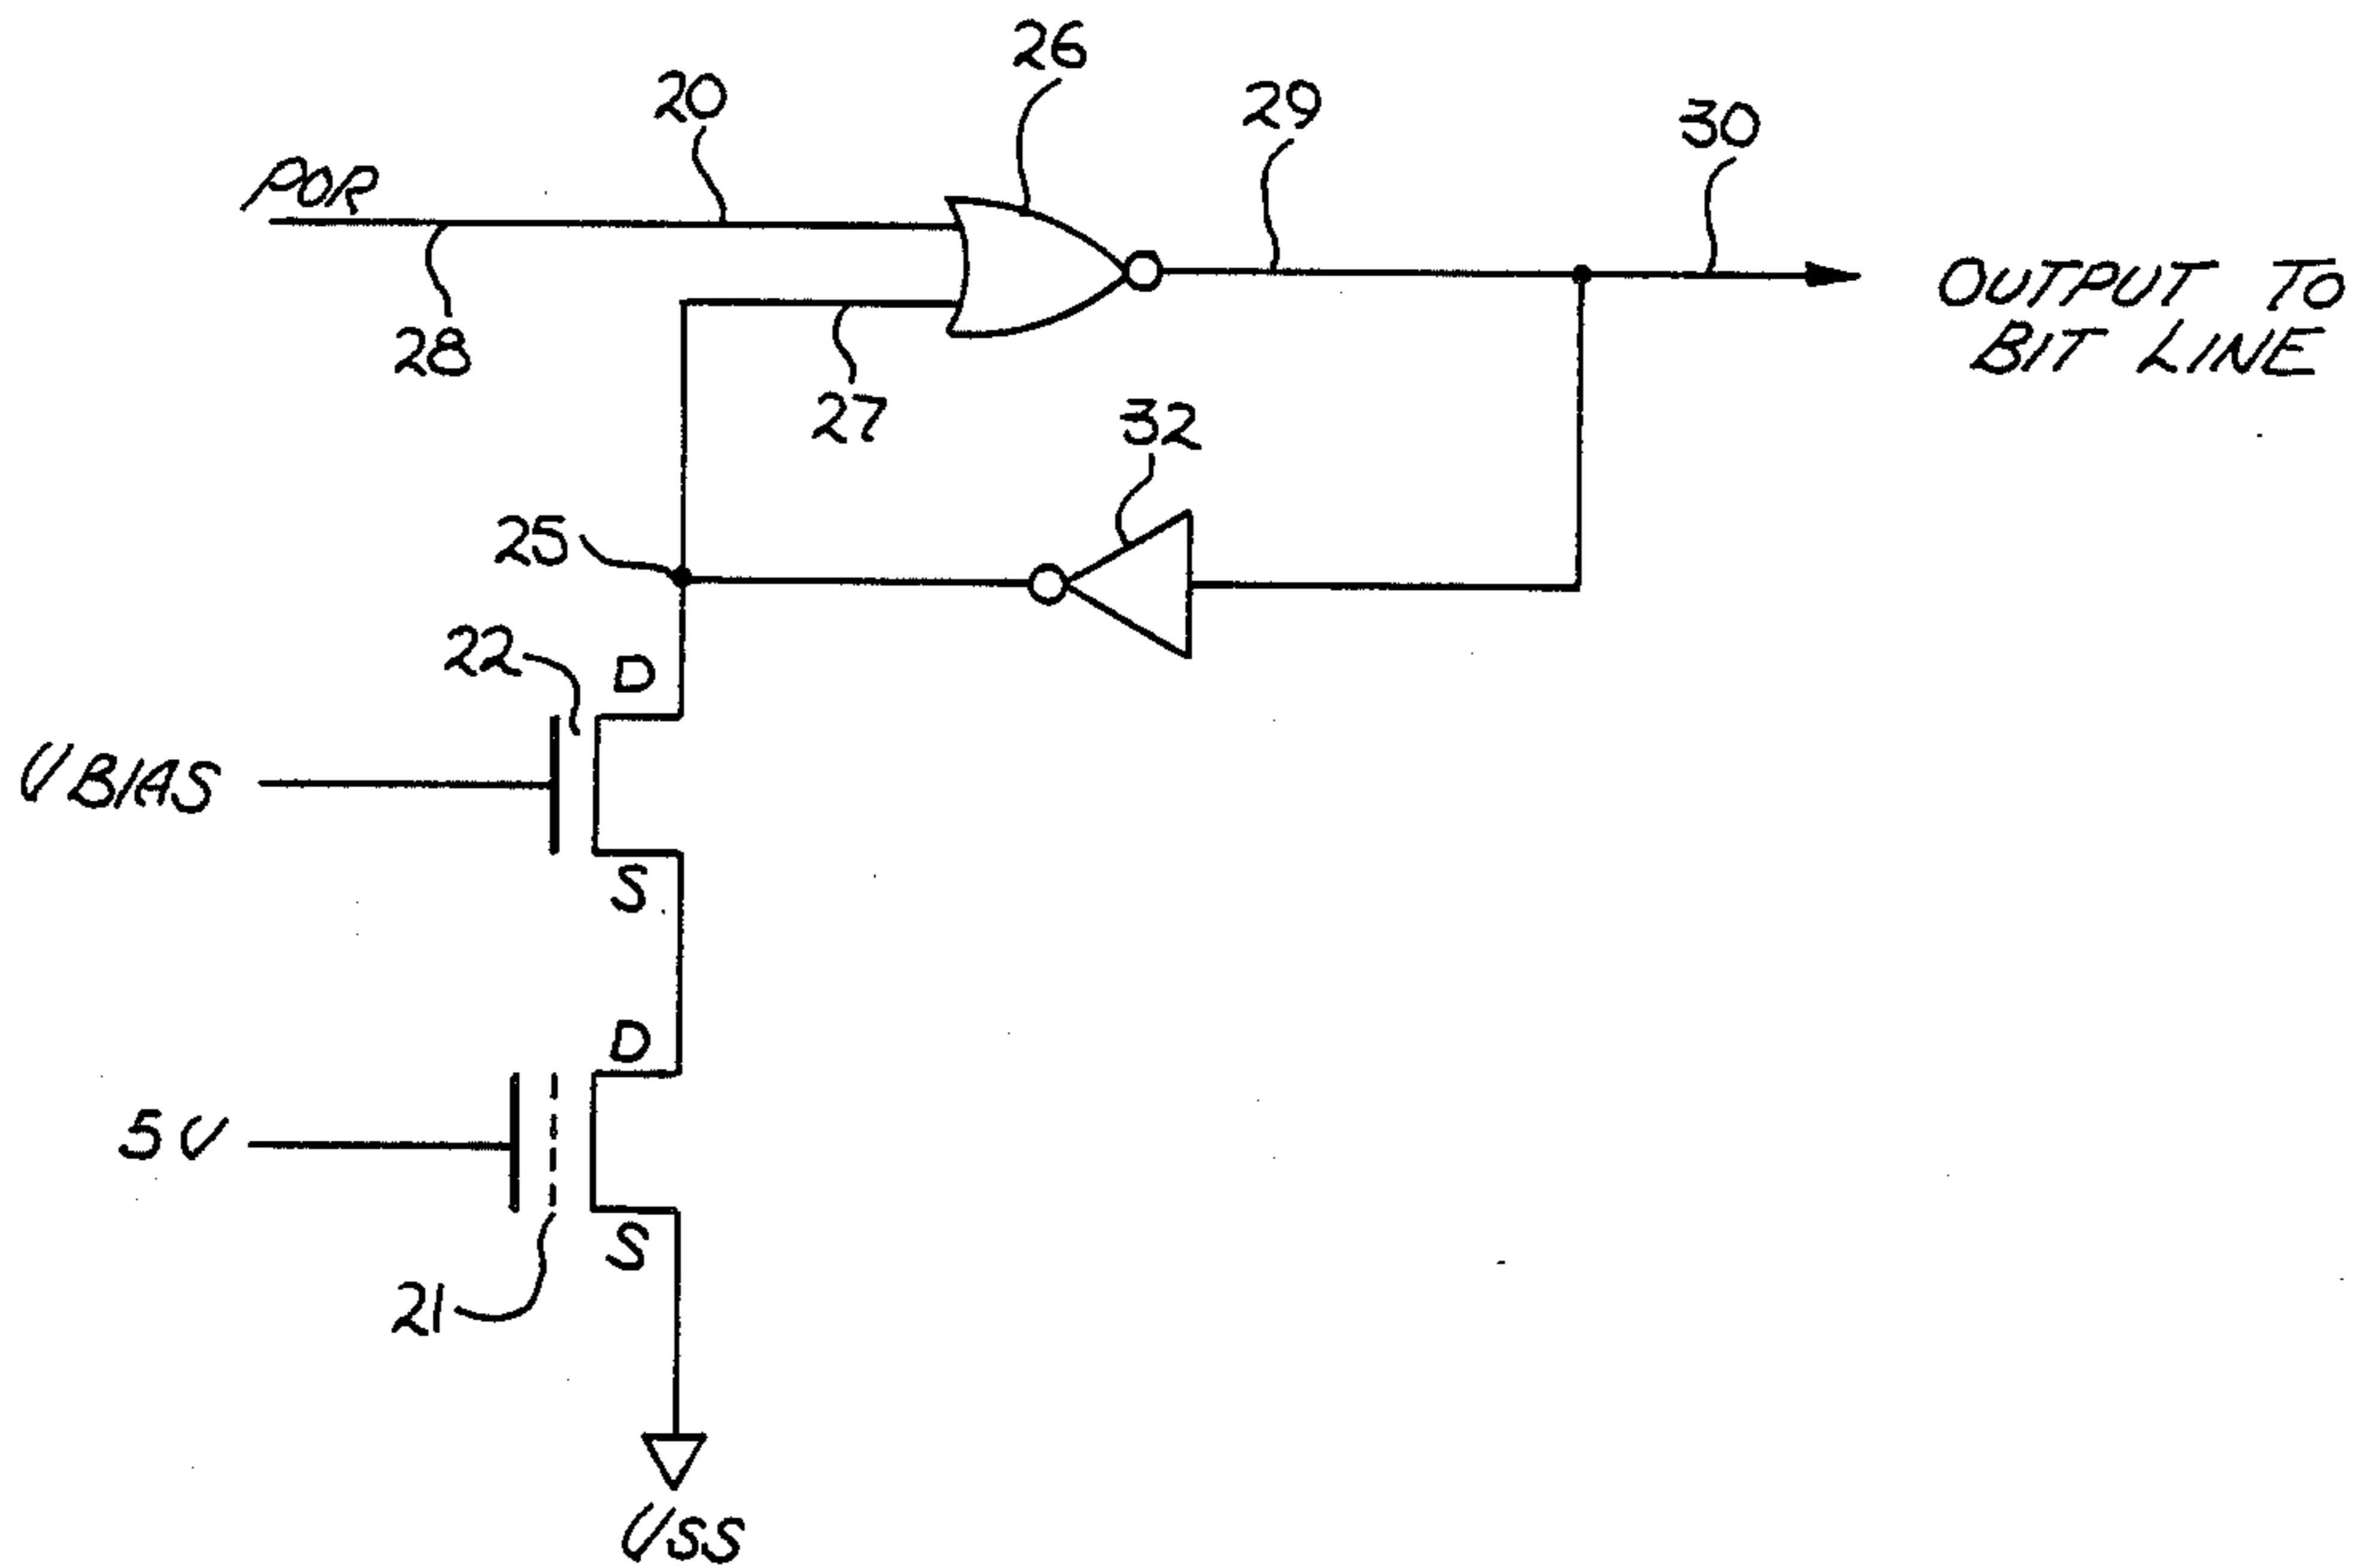 26
20
29
30
POR
28
27
OUTPUT TO
BIT LINE
32
25
22
D
VBIAS
S
D
5V
S
21
VSS